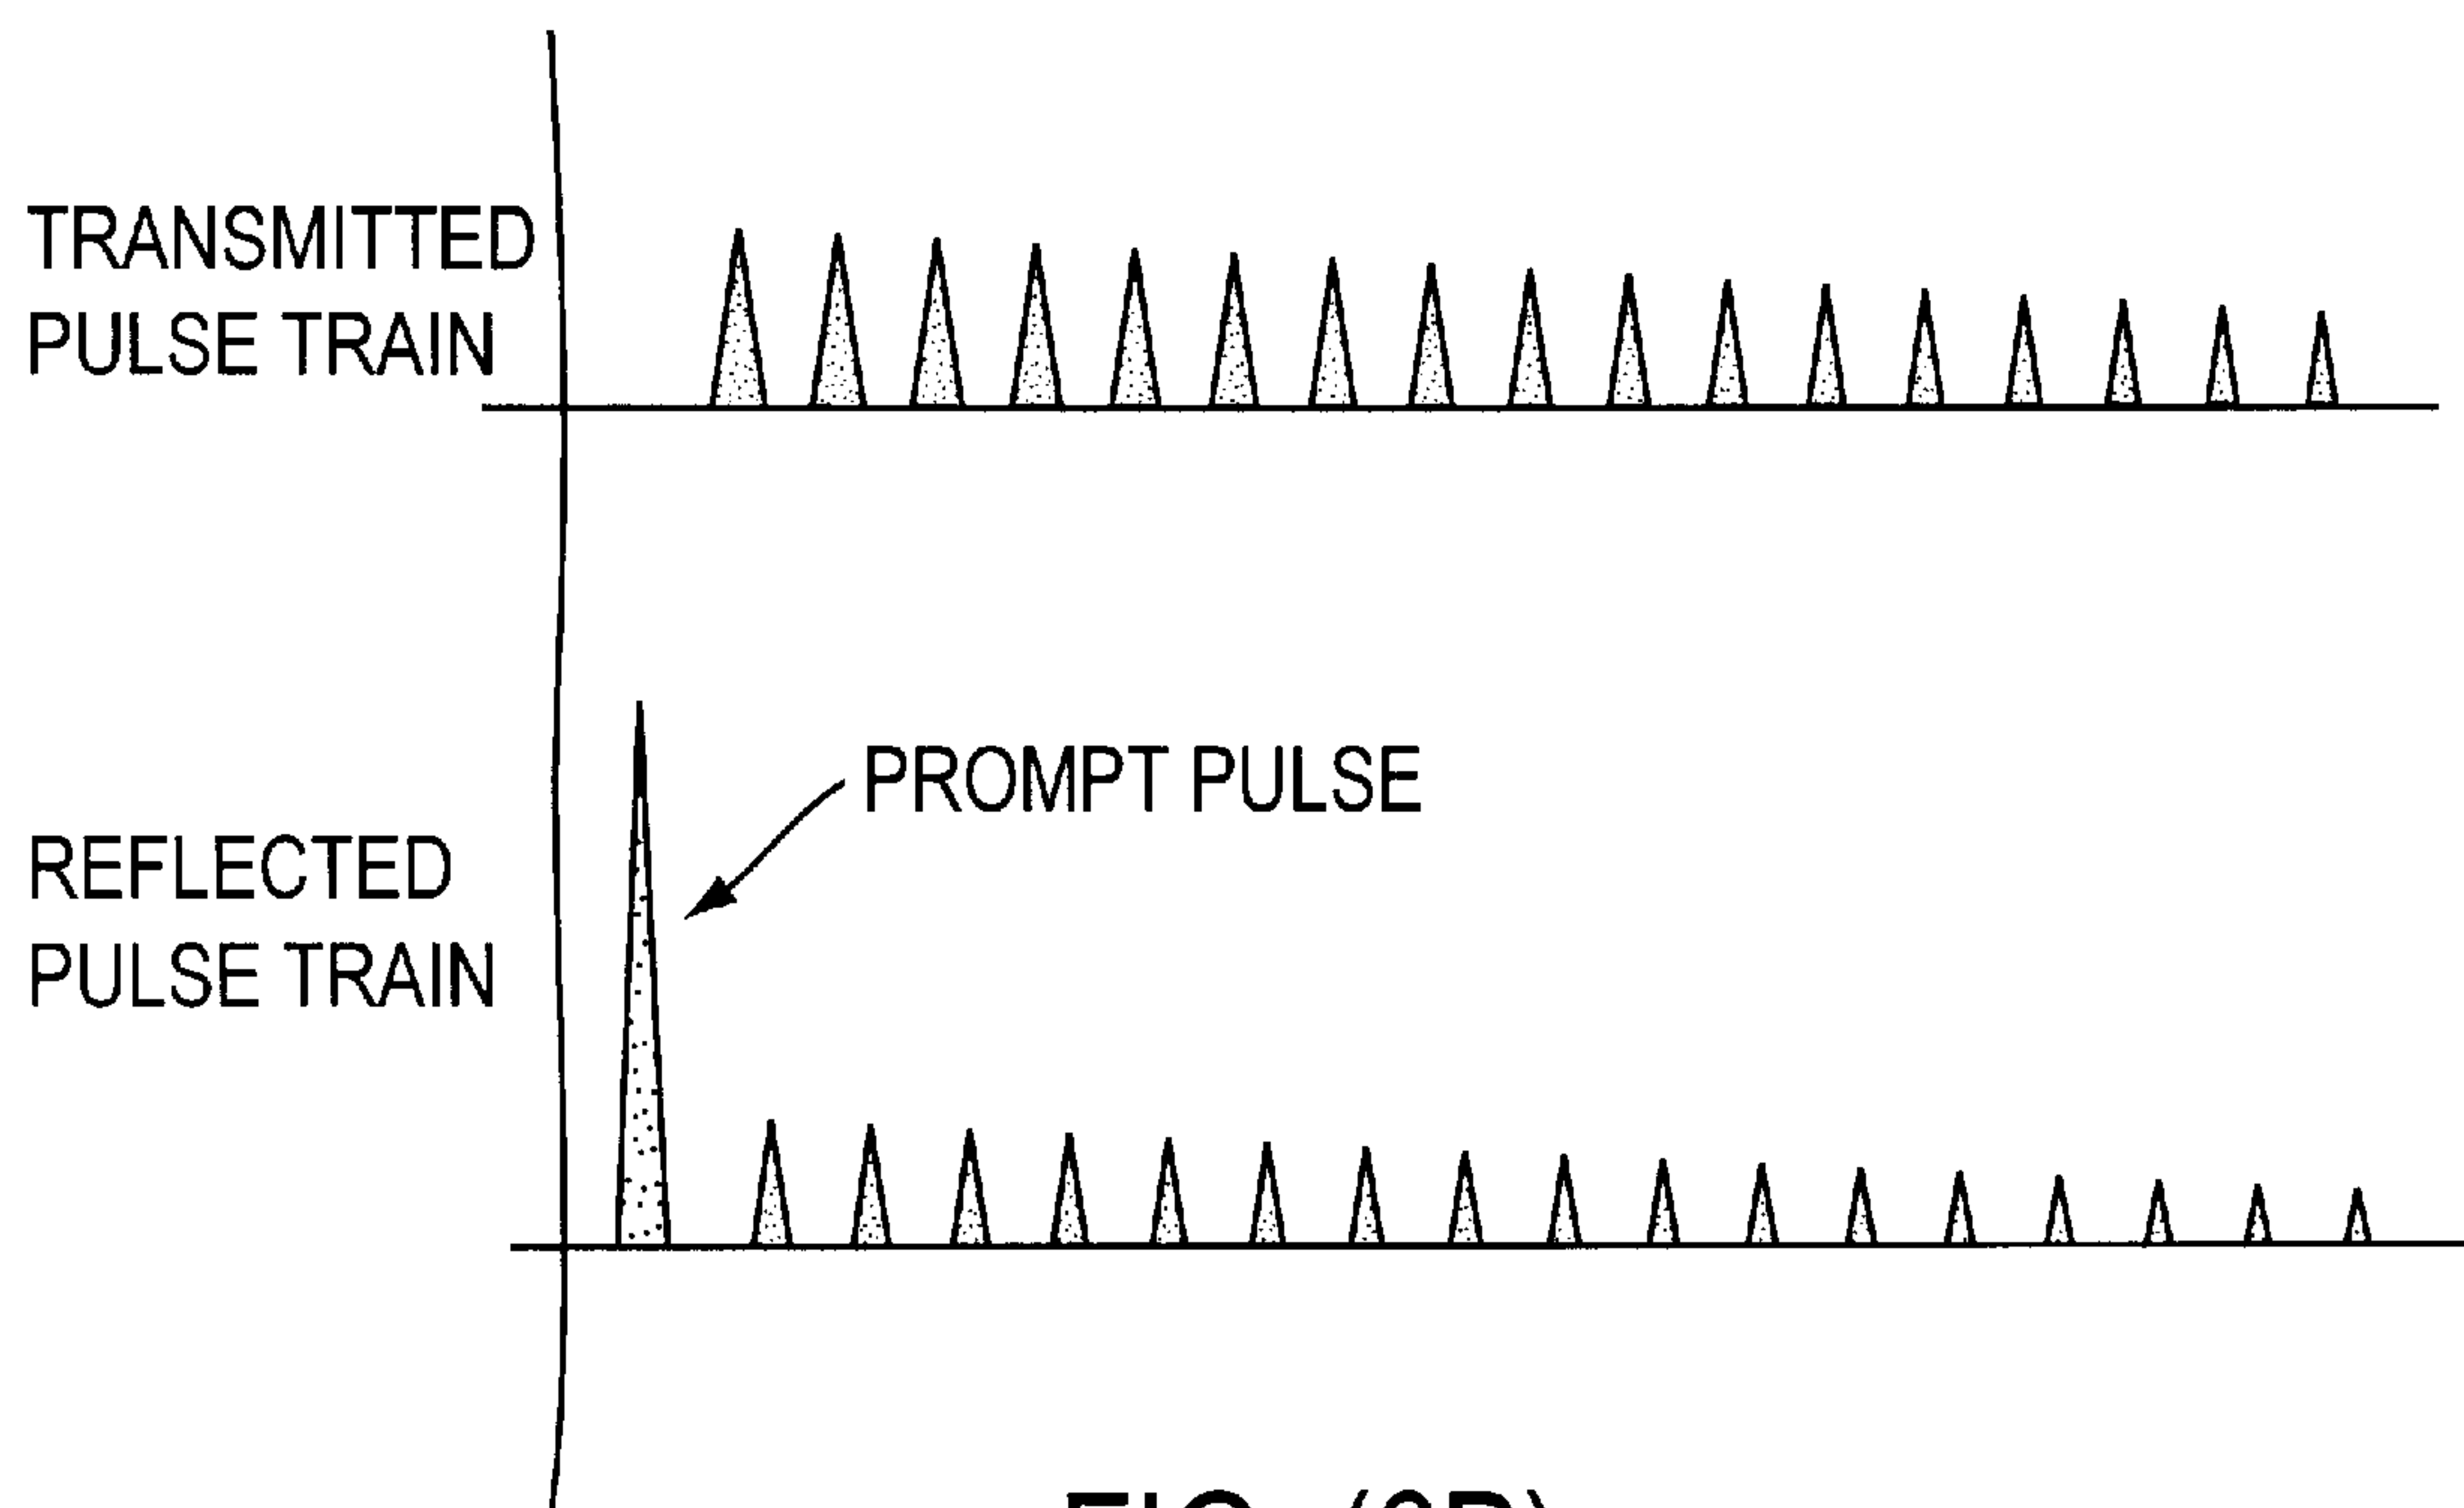 TRANSMITTED
PULSE TRAIN
PROMPT PULSE
REFLECTED
PULSE TRAIN